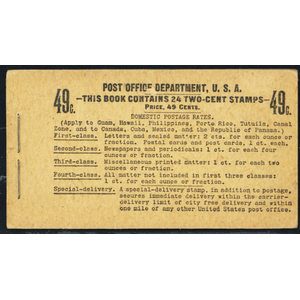 POST OFFICE DEPARTMENT, U. S. A.
49c. —THIS BOOK CONTAINS 24 TWO-CENT STAMPS— 49c.
PRICE, 49 CENTS.
DOMESTIC POSTAGE RATES.
(Apply to Guam, Hawaii, Philippines, Porto Rico, Tutuila, Canal
Zone, and to Canada, Cuba, Mexico, and the Republic of Panama.)
First-class. Letters and sealed matter: 2 cts. for each ounce or
fraction. Postal cards and post cards, 1 ct. each.
Second-class. Newspapers and periodicals: 1 ct. for each four
ounces or fraction.
Third-class. Miscellaneous printed matter: 1 ct. for each two
ounces or fraction.
Fourth-class. All matter not included in first three classes:
1 ct. for each ounce or fraction.
Special-delivery. A special-delivery stamp, in addition to postage,
secures immediate delivery within the carrier-
delivery limit of city free delivery and within
one mile of any other United States post office.